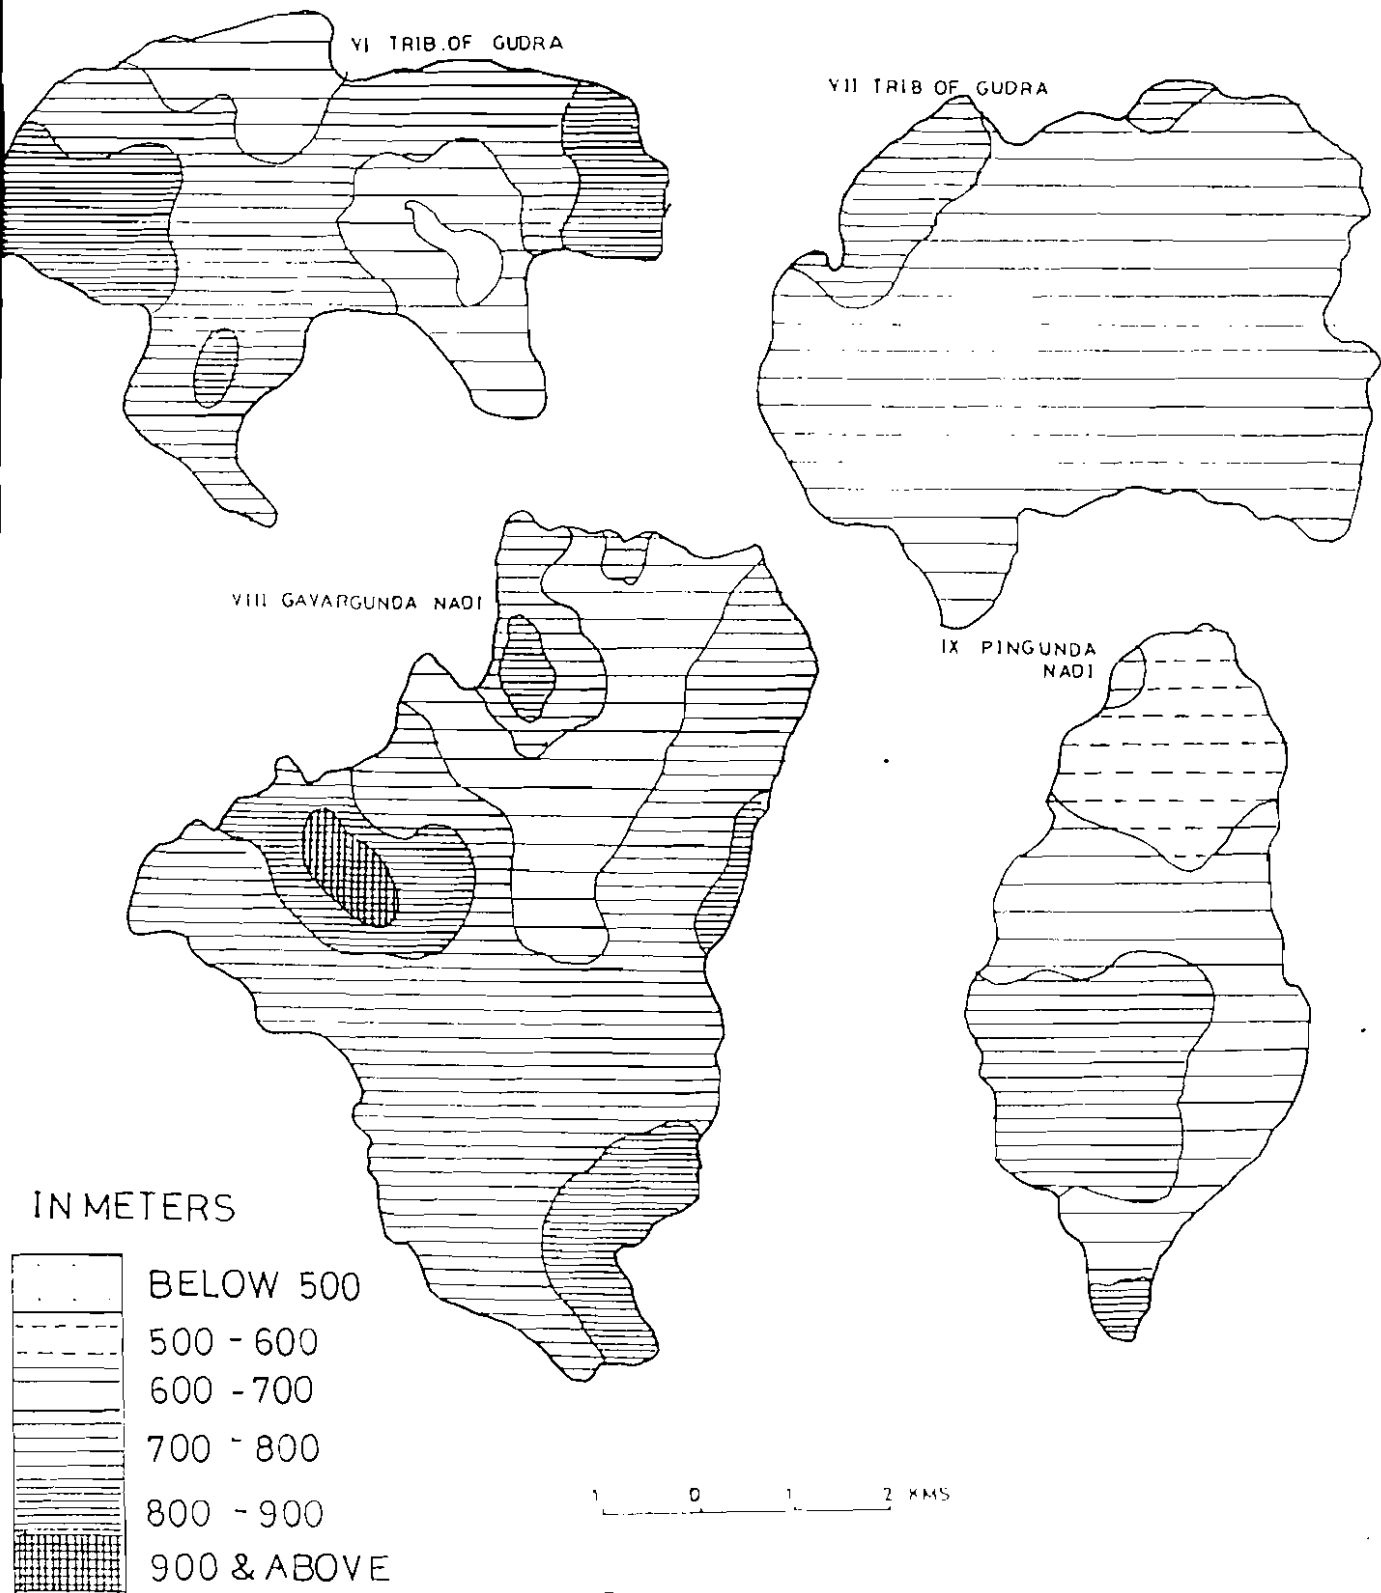 VI TRIB. OF GUDRA
VII TRIB OF GUDRA
VIII GAVARGUNDA NADI
IX PINGUNDA
NADI
IN METERS
BELOW 500
500 - 600
600 - 700
700 - 800
800 - 900
900 & ABOVE
1 0 1 2 KMS